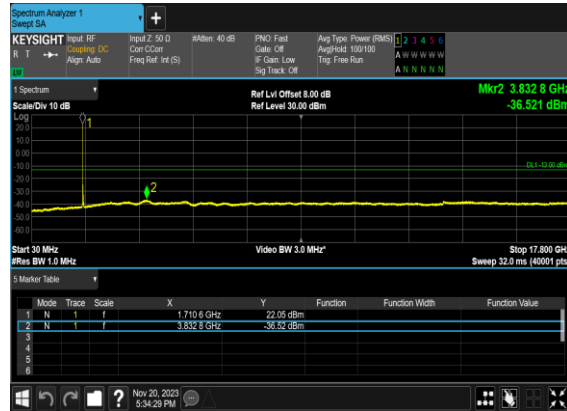 Spectrum Analyzer 1
Swept SA
+
KEYSIGHT Input: RF Input Z: 50 Ω #Atten: 40 dB PNO: Fast Avg Type: Power (RMS) 1 2 3 4 5 6
R T Coupling: DC Corr CCorr Gate: Off Avg|Hold: 100/100 A W W W W W
Align: Auto Freq Ref: Int (S) IF Gain: Low Trig: Free Run
Sig Track: Off A N N N N N
1 Spectrum Ref Lvl Offset 8.00 dB Mkr2 3.832 8 GHz
Scale/Div 10 dB Ref Level 30.00 dBm -36.521 dBm
Log
20.0
1
10.0
0.00
-10.0
DL1 -13.00 dBm
-20.0
-30.0
2
-40.0
-50.0
-60.0
Start 30 MHz Video BW 3.0 MHz* Stop 17.800 GHz
#Res BW 1.0 MHz Sweep 32.0 ms (40001 pts)
5 Marker Table
Mode Trace Scale X Y Function Function Width Function Value
1 N 1 f 1.710 6 GHz 22.05 dBm
2 N 1 f 3.832 8 GHz -36.52 dBm
3
4
5
6
? Nov 20, 2023
5:34:29 PM